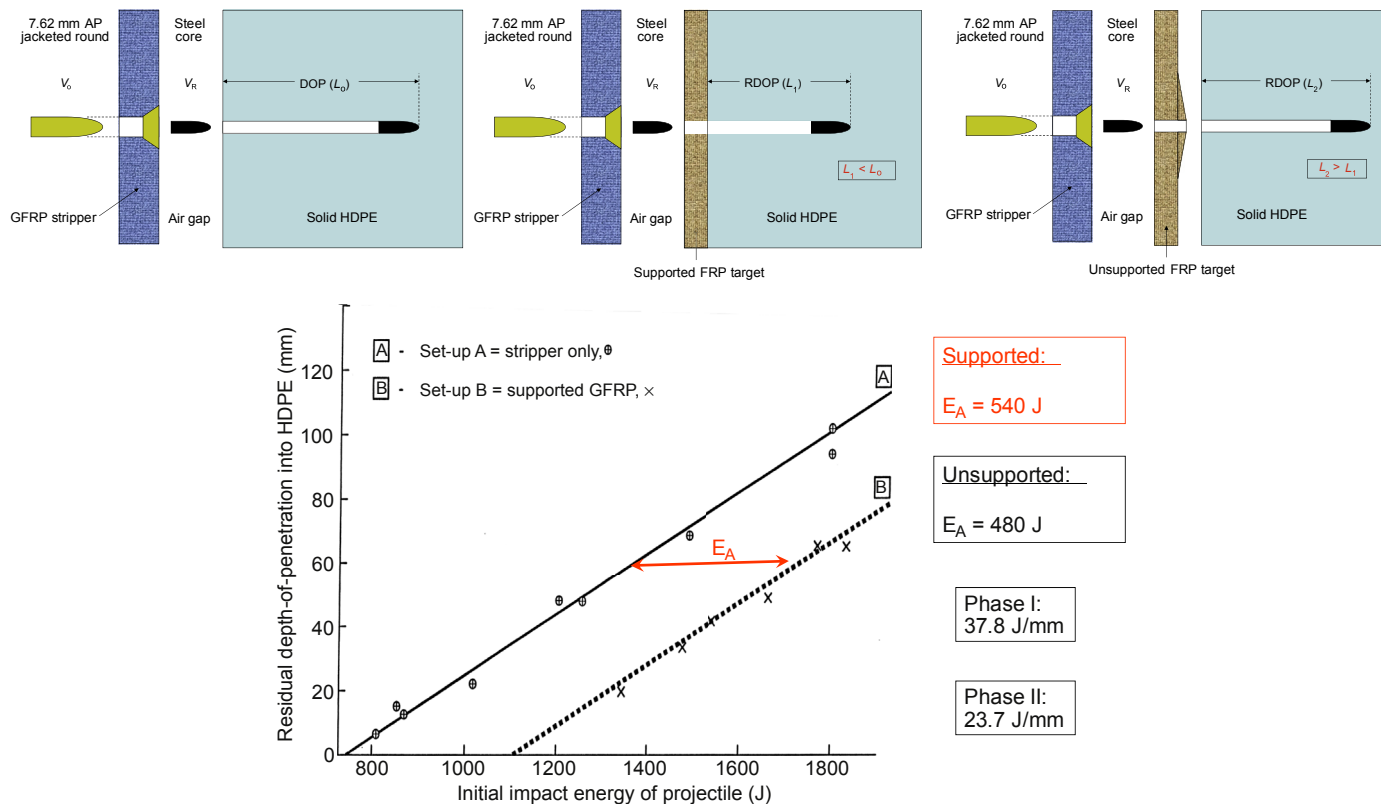 7.62 mm AP
jacketed round
Steel
core
Vo
VR
DOP (Lo)
GFRP stripper
Air gap
Solid HDPE
7.62 mm AP
jacketed round
Steel
core
Vo
VR
RDOP (L1)
L1 < Lo
GFRP stripper
Air gap
Solid HDPE
Supported FRP target
7.62 mm AP
jacketed round
Steel
core
Vo
VR
RDOP (L2)
L2 > L1
GFRP stripper
Air gap
Solid HDPE
Unsupported FRP target
Residual depth-of-penetration into HDPE (mm)
120
100
80
60
40
20
0
A - Set-up A = stripper only, ⊕
B - Set-up B = supported GFRP, ×
A
B
EA
800 1000 1200 1400 1600 1800
Initial impact energy of projectile (J)
Supported:
EA = 540 J
Unsupported:
EA = 480 J
Phase I:
37.8 J/mm
Phase II:
23.7 J/mm